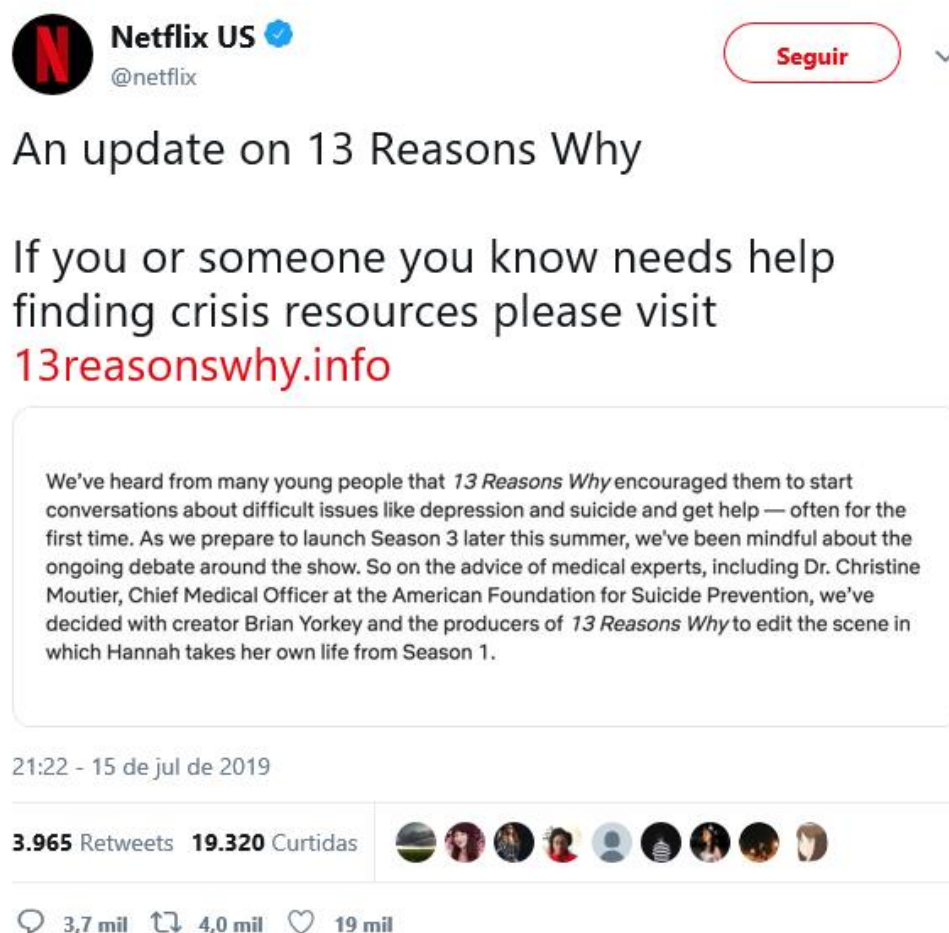 Netflix US
@netflix
Seguir
An update on 13 Reasons Why
If you or someone you know needs help
finding crisis resources please visit
13reasonswhy.info
We've heard from many young people that 13 Reasons Why encouraged them to start
conversations about difficult issues like depression and suicide and get help — often for the
first time. As we prepare to launch Season 3 later this summer, we've been mindful about the
ongoing debate around the show. So on the advice of medical experts, including Dr. Christine
Moutier, Chief Medical Officer at the American Foundation for Suicide Prevention, we've
decided with creator Brian Yorkey and the producers of 13 Reasons Why to edit the scene in
which Hannah takes her own life from Season 1.
21:22 - 15 de jul de 2019
3.965 Retweets 19.320 Curtidas
3,7 mil 4,0 mil 19 mil